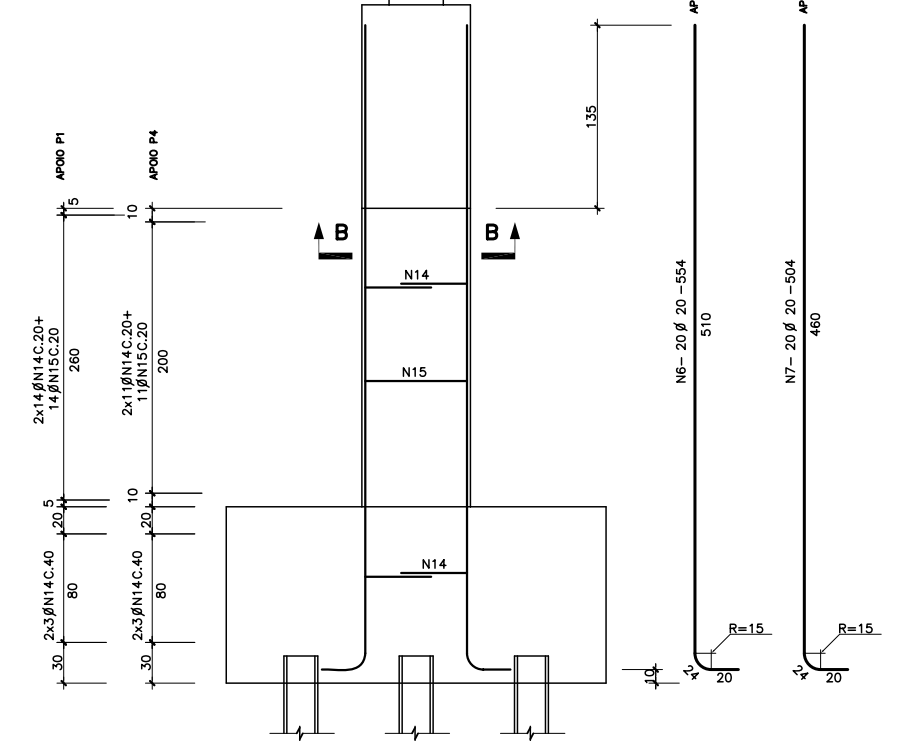 APOIO P1
5
2x14ØN14C.20+
14ØN15C.20
260
5
20
2x3ØN14C.40
80
30
APOIO P4
10
2x11ØN14C.20+
11ØN15C.20
200
10
20
2x3ØN14C.40
80
30
B
B
N14
N15
N14
135
10
AP
N6- 20Ø 20 -554
510
R=15
24
20
AP
N7- 20Ø 20 -504
460
R=15
24
20